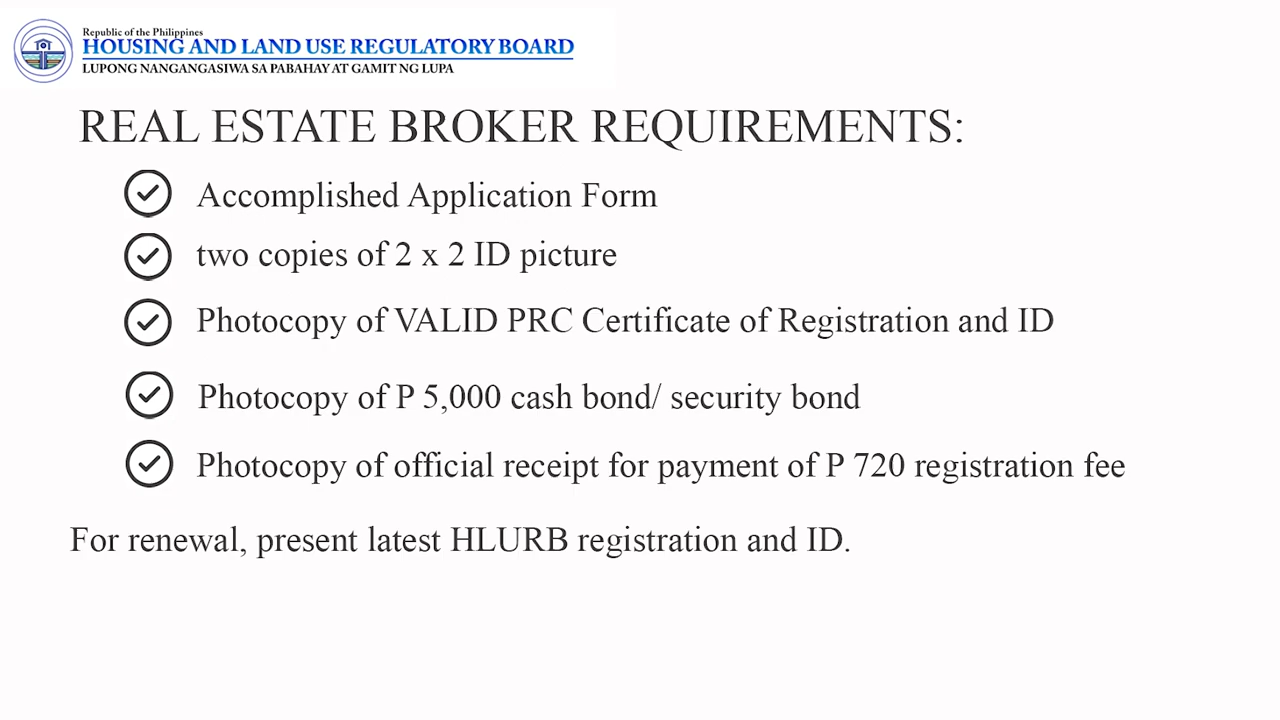 Republic of the Philippines
HOUSING AND LAND USE REGULATORY BOARD
LUPONG NANGANGASIWA SA PABAHAY AT GAMIT NG LUPA
REAL ESTATE BROKER REQUIREMENTS:
Accomplished Application Form
two copies of 2 x 2 ID picture
Photocopy of VALID PRC Certificate of Registration and ID
Photocopy of P 5,000 cash bond/ security bond
Photocopy of official receipt for payment of P 720 registration fee
For renewal, present latest HLURB registration and ID.